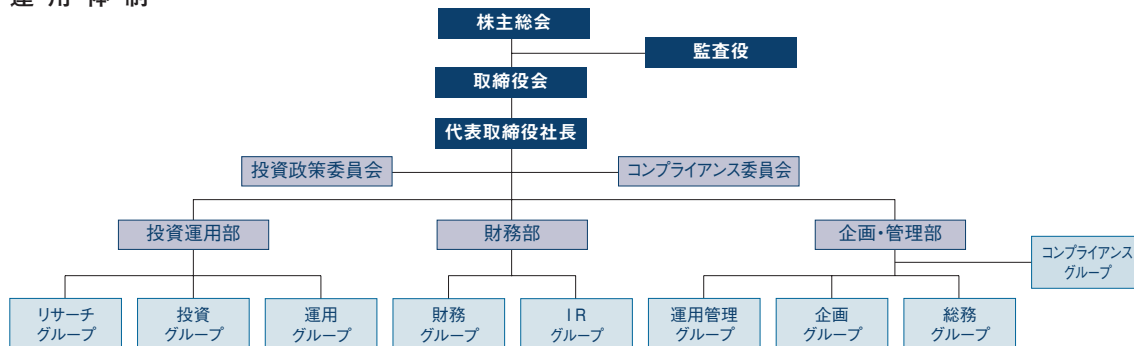 運用体制
株主総会
監査役
取締役会
代表取締役社長
投資政策委員会
コンプライアンス委員会
投資運用部
財務部
企画・管理部
コンプライアンス
グループ
リサーチ
グループ
投資
グループ
運用
グループ
財務
グループ
IR
グループ
運用管理
グループ
企画
グループ
総務
グループ